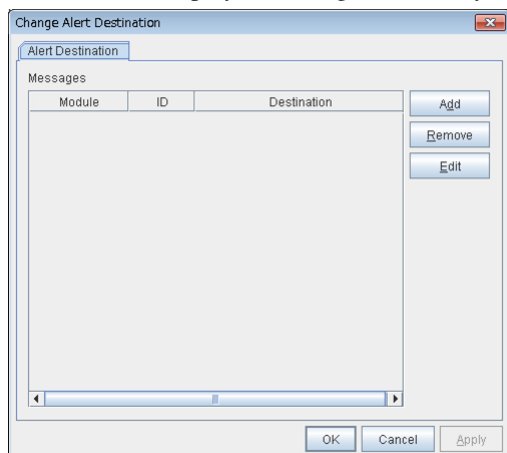 Change Alert Destination
Alert Destination
Messages
Module ID Destination
Add
Remove
Edit
OK Cancel Apply